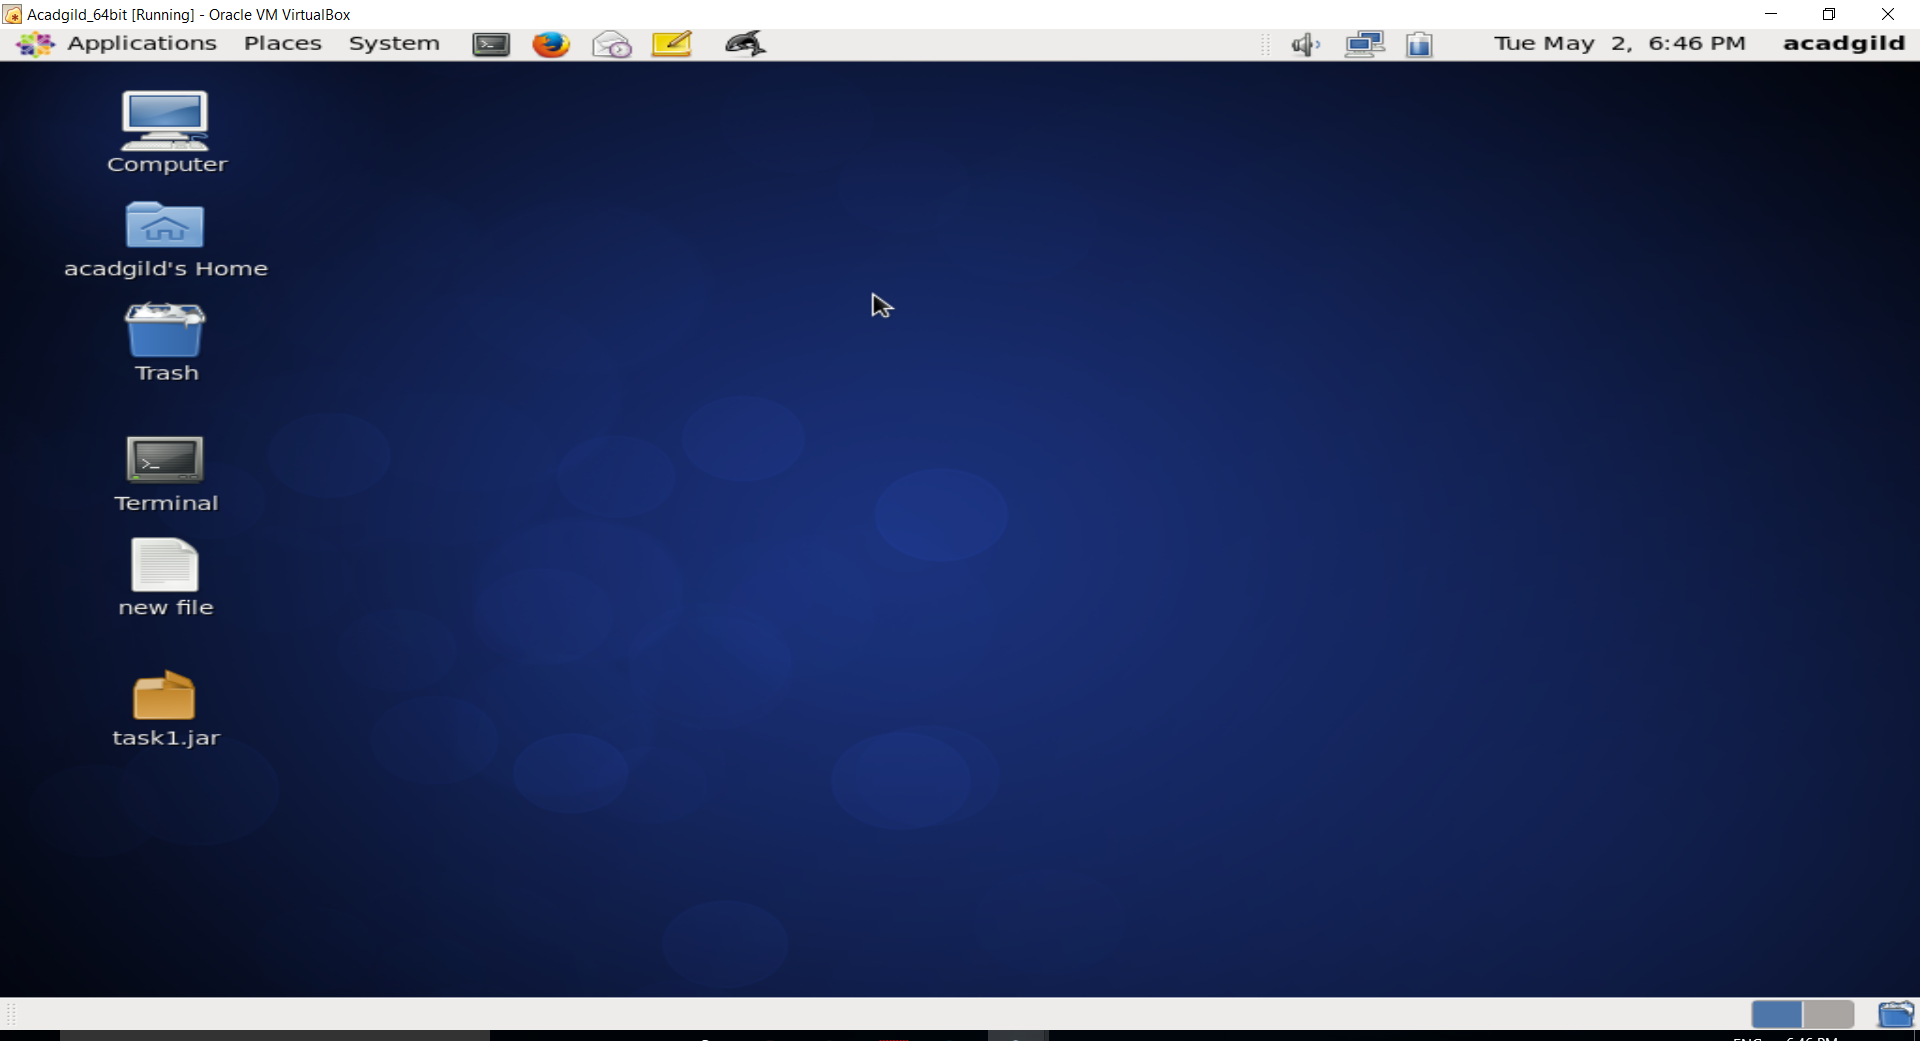 Acadgild_64bit [Running] - Oracle VM VirtualBox
Applications Places System Tue May 2, 6:46 PM acadgild
Computer
acadgild's Home
Trash
Terminal
new file
task1.jar